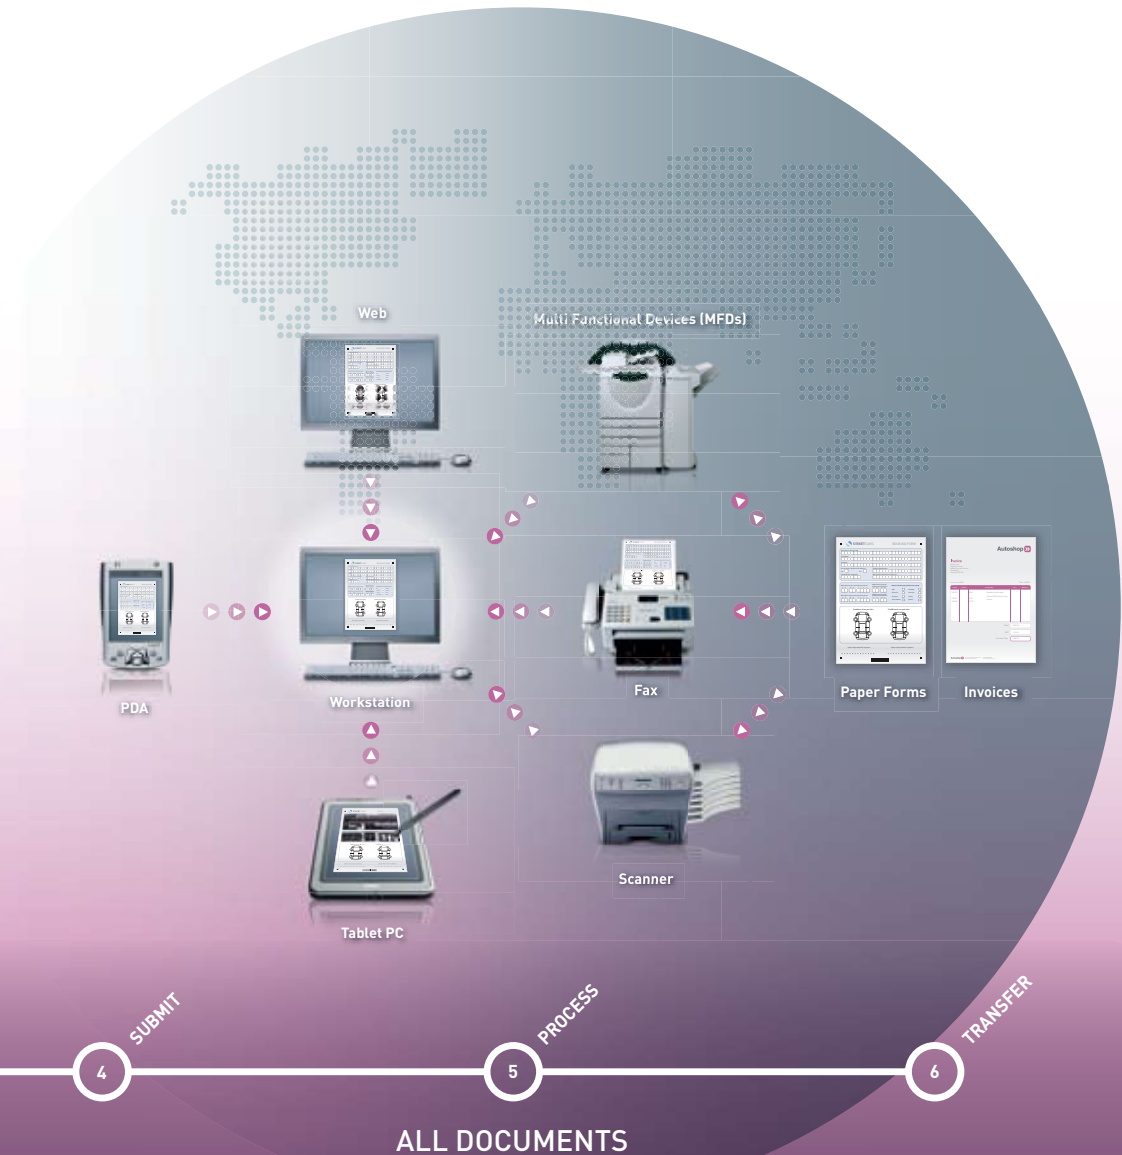 Web
Multi Functional Devices (MFDs)
Autoshop
Invoice
PDA
Workstation
Fax
Paper Forms
Invoices
Scanner
Tablet PC
SUBMIT
PROCESS
TRANSFER
4
5
6
ALL DOCUMENTS